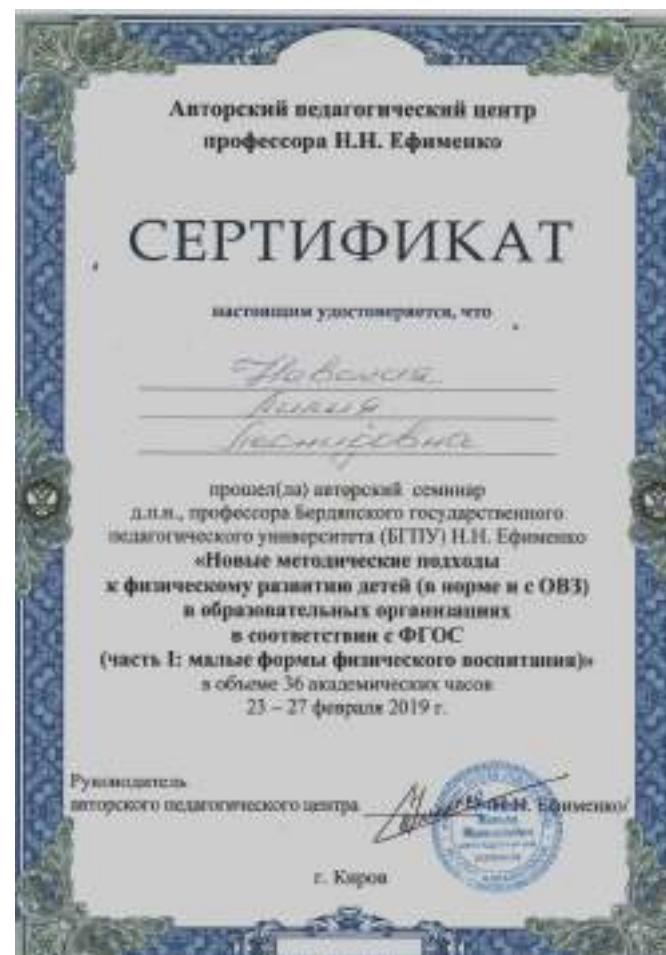 Авторский педагогический центр
профессора Н.Н. Ефименко
СЕРТИФИКАТ
настоящим удостоверяется, что
Лидия
Леонидовна
прошел(ла) авторский семинар
д.п.н., профессора Бердянского государственного
педагогического университета (БГПУ) Н.Н. Ефименко
«Новые методические подходы
к физическому развитию детей (в норме и с ОВЗ)
в образовательных организациях
в соответствии с ФГОС
(часть I: малые формы физического воспитания)»
в объеме 36 академических часов
23 – 27 февраля 2019 г.
Руководитель
авторского педагогического центра /Н.Н. Ефименко/
г. Киров